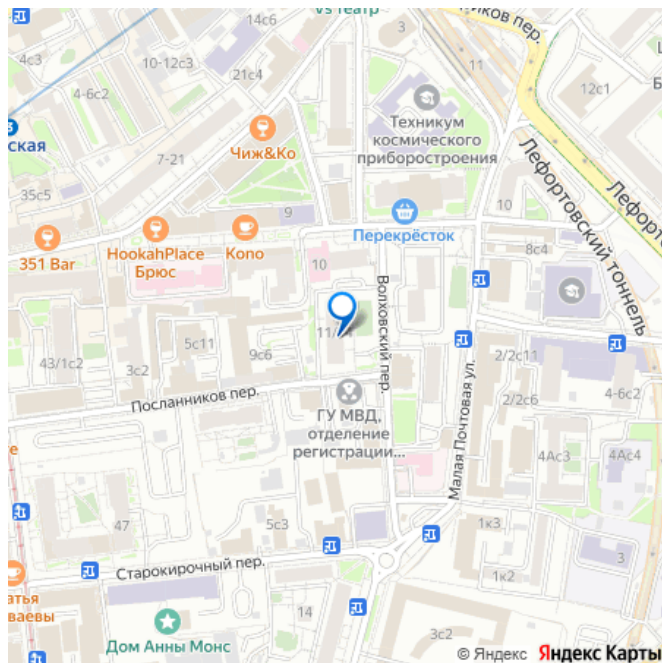 vs театр
14с6
14с3
ников пер.
10-12с3
4-6с2
21с4
11
12с1
Техникум
космического
приборостроения
Чиж&Ко
3
ская
7-21
Лефортовский тоннель
35с5
9
10
Перекрёсток
351 Bar
HookahPlace
Брюс
Kono
8с4
10
Волховский пер.
11/
5с11
43/1с2
3с2
9с6
2/2с11
2/2с6
4-6с2
Посланников пер.
ГУ МВД,
отделение
регистрации...
Малая Почтовая ул.
4Ас3
4Ас4
47
5с3
1к3
3
Старокирочный пер.
1к2
атья
ваевы
14
Дом Анны Монс
3с2
© Яндекс Яндекс Карты